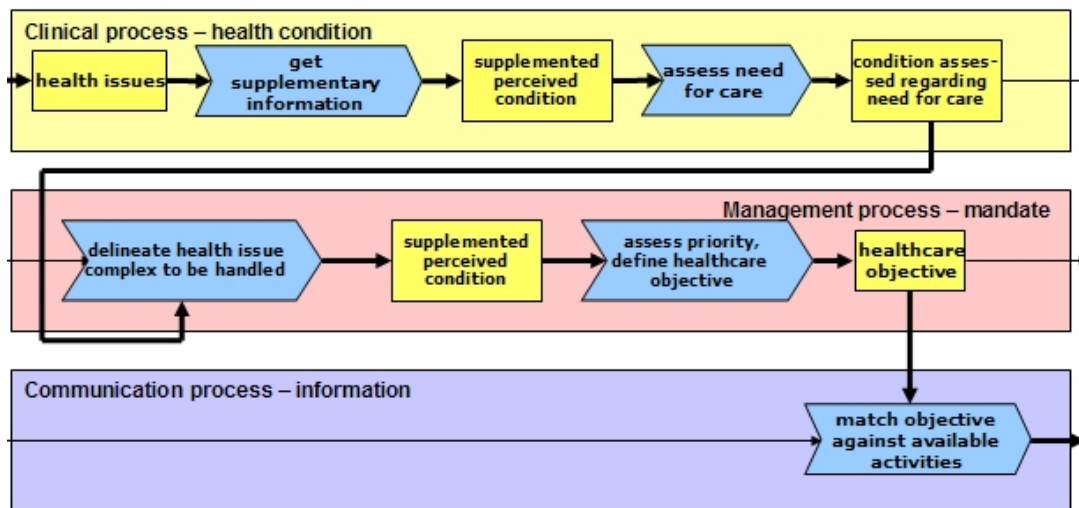 Clinical process – health condition
health issues
get
supplementary
information
supplemented
perceived
condition
assess need
for care
condition asses-
sed regarding
need for care
Management process – mandate
delineate health issue
complex to be handled
supplemented
perceived
condition
assess priority,
define healthcare
objective
healthcare
objective
Communication process – information
match objective
against available
activities